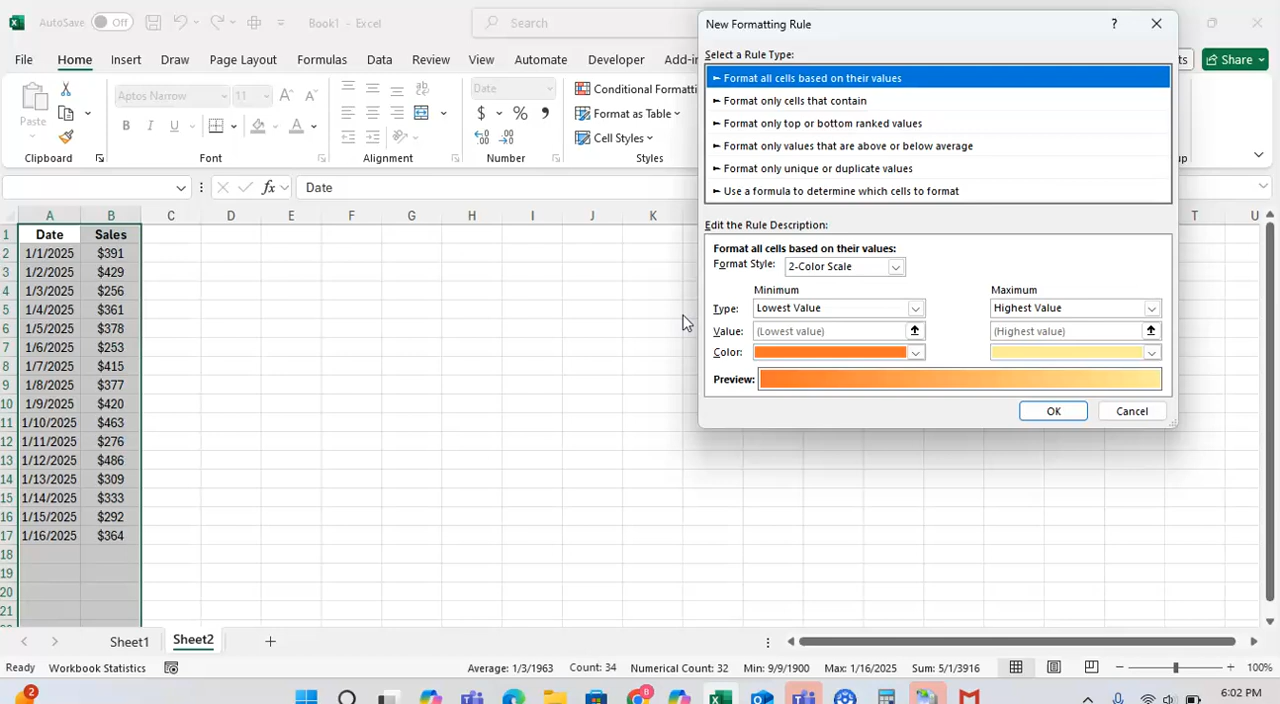 AutoSave Off Book1 - Excel Search
File Home Insert Draw Page Layout Formulas Data Review View Automate Developer Add-in ts Share
Paste Aptos Narrow 11 A A Date Conditional Formatti
B I U A $ % , Format as Table
Cell Styles
Clipboard Font Alignment Number Styles up
fx Date
A B C D E F G H I J K T U
1 Date Sales
2 1/1/2025 $391
3 1/2/2025 $429
4 1/3/2025 $256
5 1/4/2025 $361
6 1/5/2025 $378
7 1/6/2025 $253
8 1/7/2025 $415
9 1/8/2025 $377
10 1/9/2025 $420
11 1/10/2025 $463
12 1/11/2025 $276
13 1/12/2025 $486
14 1/13/2025 $309
15 1/14/2025 $333
16 1/15/2025 $292
17 1/16/2025 $364
18
19
20
21
New Formatting Rule ?
Select a Rule Type:
► Format all cells based on their values
► Format only cells that contain
► Format only top or bottom ranked values
► Format only values that are above or below average
► Format only unique or duplicate values
► Use a formula to determine which cells to format
Edit the Rule Description:
Format all cells based on their values:
Format Style: 2-Color Scale
Minimum Maximum
Type: Lowest Value Highest Value
Value: (Lowest value) (Highest value)
Color:
Preview:
OK Cancel
Sheet1 Sheet2 +
Ready Workbook Statistics Average: 1/3/1963 Count: 34 Numerical Count: 32 Min: 9/9/1900 Max: 1/16/2025 Sum: 5/1/3916 100%
2 6:02 PM